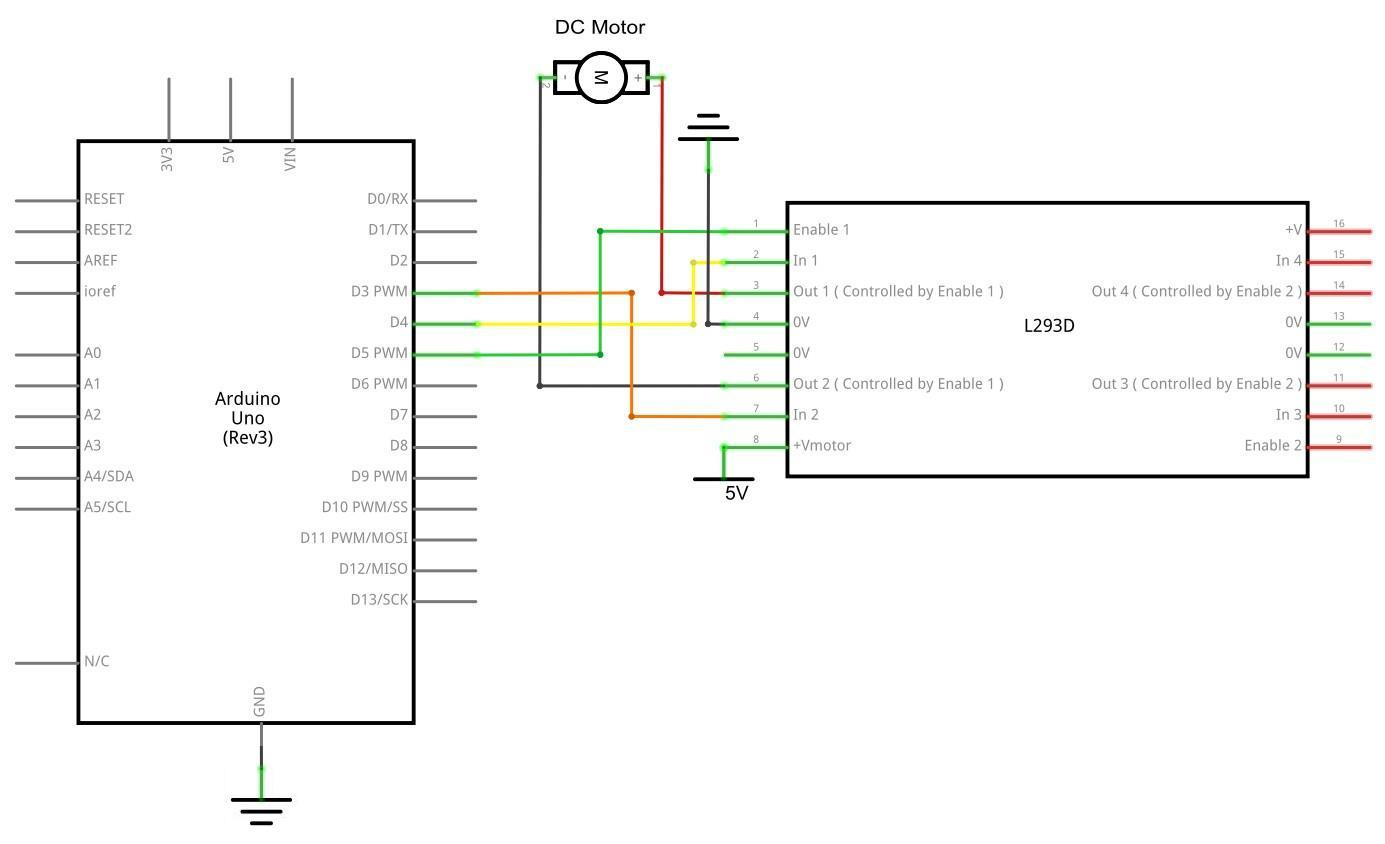 DC Motor
- M +
2 1
3V3 5V VIN
RESET
RESET2
AREF
ioref
A0
A1
A2
A3
A4/SDA
A5/SCL
N/C
D0/RX
D1/TX
D2
D3 PWM
D4
D5 PWM
D6 PWM
D7
D8
D9 PWM
D10 PWM/SS
D11 PWM/MOSI
D12/MISO
D13/SCK
Arduino
Uno
(Rev3)
GND
1 Enable 1
2 In 1
3 Out 1 ( Controlled by Enable 1 )
4 0V
5 0V
6 Out 2 ( Controlled by Enable 1 )
7 In 2
8 +Vmotor
5V
L293D
+V 16
In 4 15
Out 4 ( Controlled by Enable 2 ) 14
0V 13
0V 12
Out 3 ( Controlled by Enable 2 ) 11
In 3 10
Enable 2 9